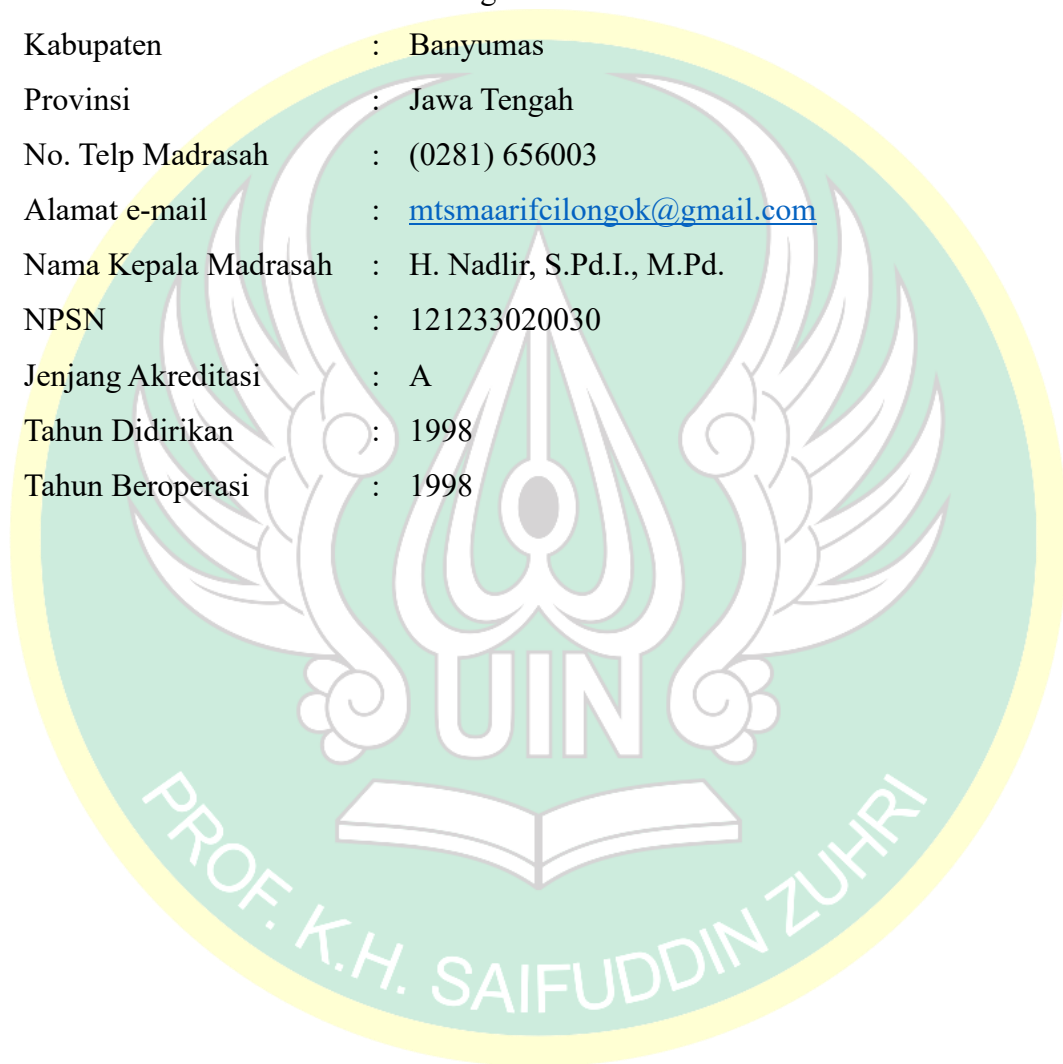 Kabupaten : Banyumas
Provinsi : Jawa Tengah
No. Telp Madrasah : (0281) 656003
Alamat e-mail : mtsmaarifcilongok@gmail.com
Nama Kepala Madrasah : H. Nadlir, S.Pd.I., M.Pd.
NPSN : 121233020030
Jenjang Akreditasi : A
Tahun Didirikan : 1998
Tahun Beroperasi : 1998
UIN
PROF. K.H. SAIFUDDIN ZUHRI